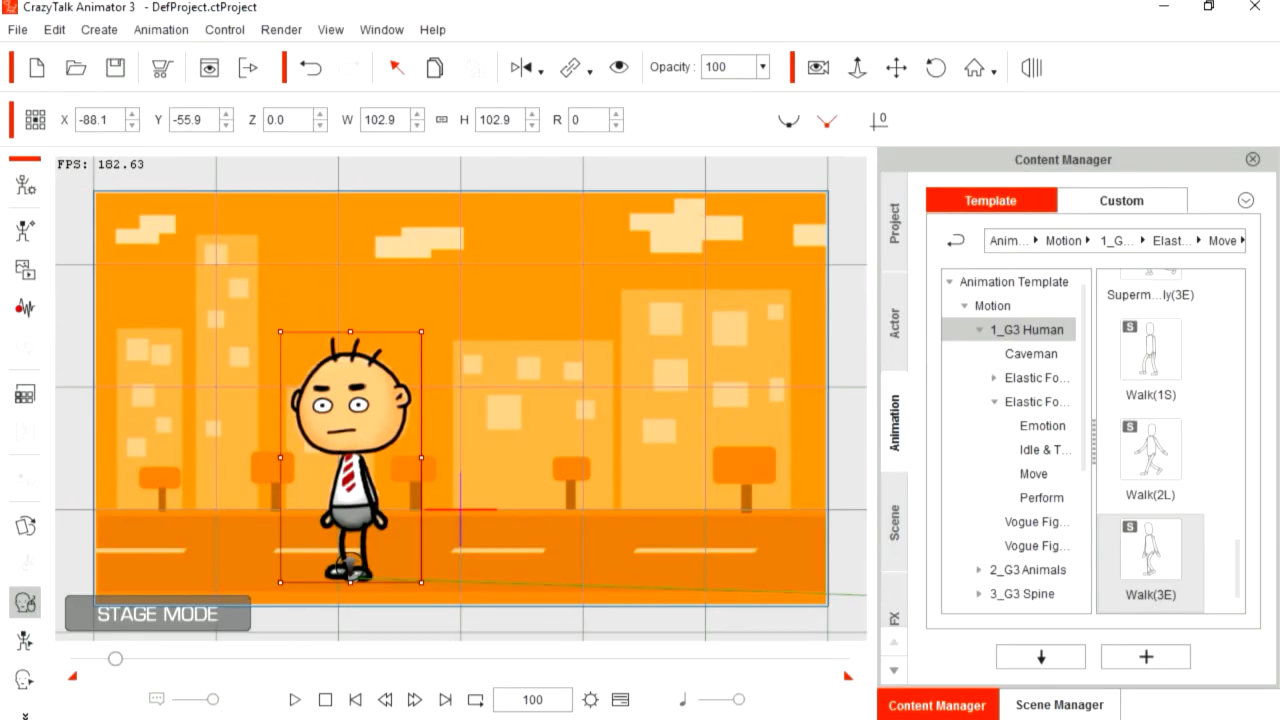 CrazyTalk Animator 3 - DefProject.ctProject
File Edit Create Animation Control Render View Window Help
Opacity : 100
X -88.1 Y -55.9 Z 0.0 W 102.9 H 102.9 R 0
0
FPS: 182.63
STAGE MODE
100
Content Manager
Project
Actor
Animation
Scene
FX
Template Custom
Anim... Motion 1_G... Elast... Move
Animation Template
Motion
1_G3 Human
Caveman
Elastic Fo...
Elastic Fo...
Emotion
Idle & T...
Move
Perform
Vogue Fig...
Vogue Fig...
2_G3 Animals
3_G3 Spine
Superm...ly(3E)
S
Walk(1S)
S
Walk(2L)
S
Walk(3E)
Content Manager Scene Manager